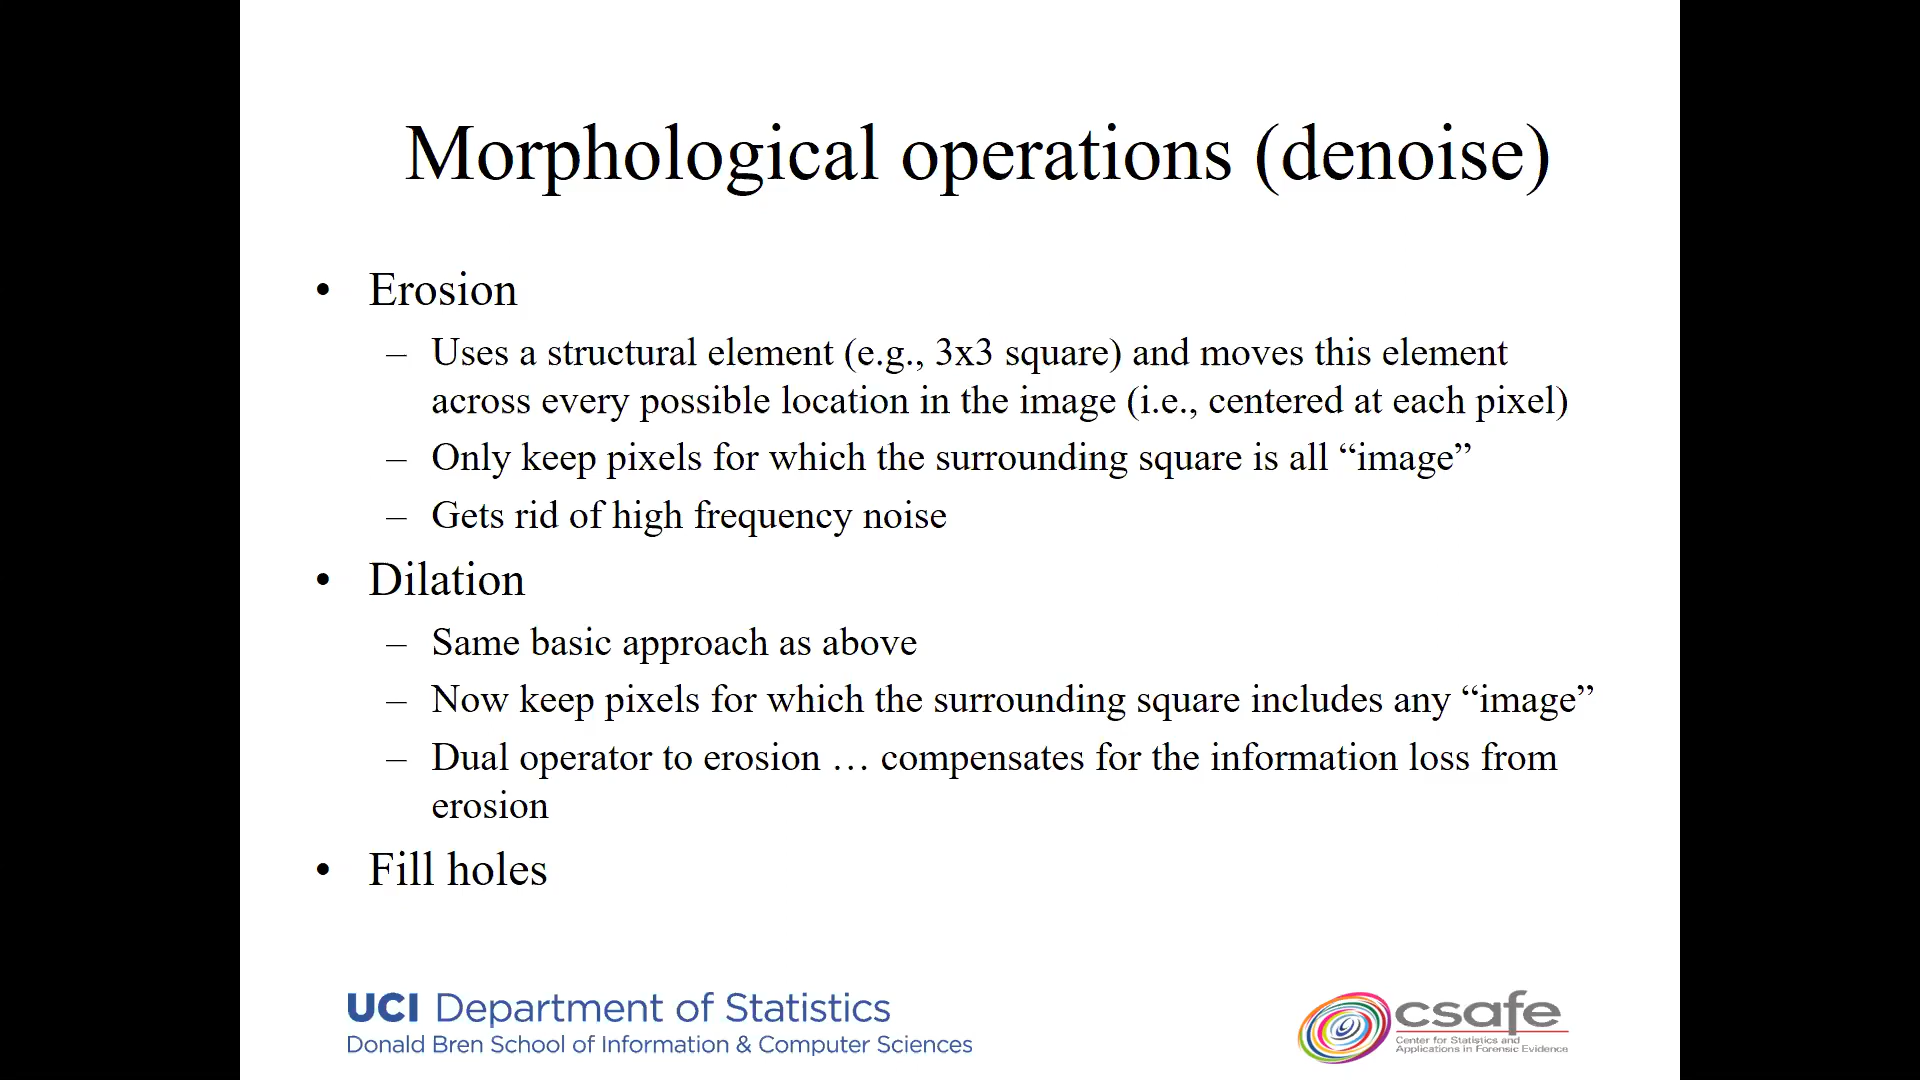 Morphological operations (denoise)
• Erosion
– Uses a structural element (e.g., 3x3 square) and moves this element
across every possible location in the image (i.e., centered at each pixel)
– Only keep pixels for which the surrounding square is all “image”
– Gets rid of high frequency noise
• Dilation
– Same basic approach as above
– Now keep pixels for which the surrounding square includes any “image”
– Dual operator to erosion … compensates for the information loss from
erosion
• Fill holes
UCI Department of Statistics
Donald Bren School of Information & Computer Sciences
csafe
Center for Statistics and
Applications in Forensic Evidence